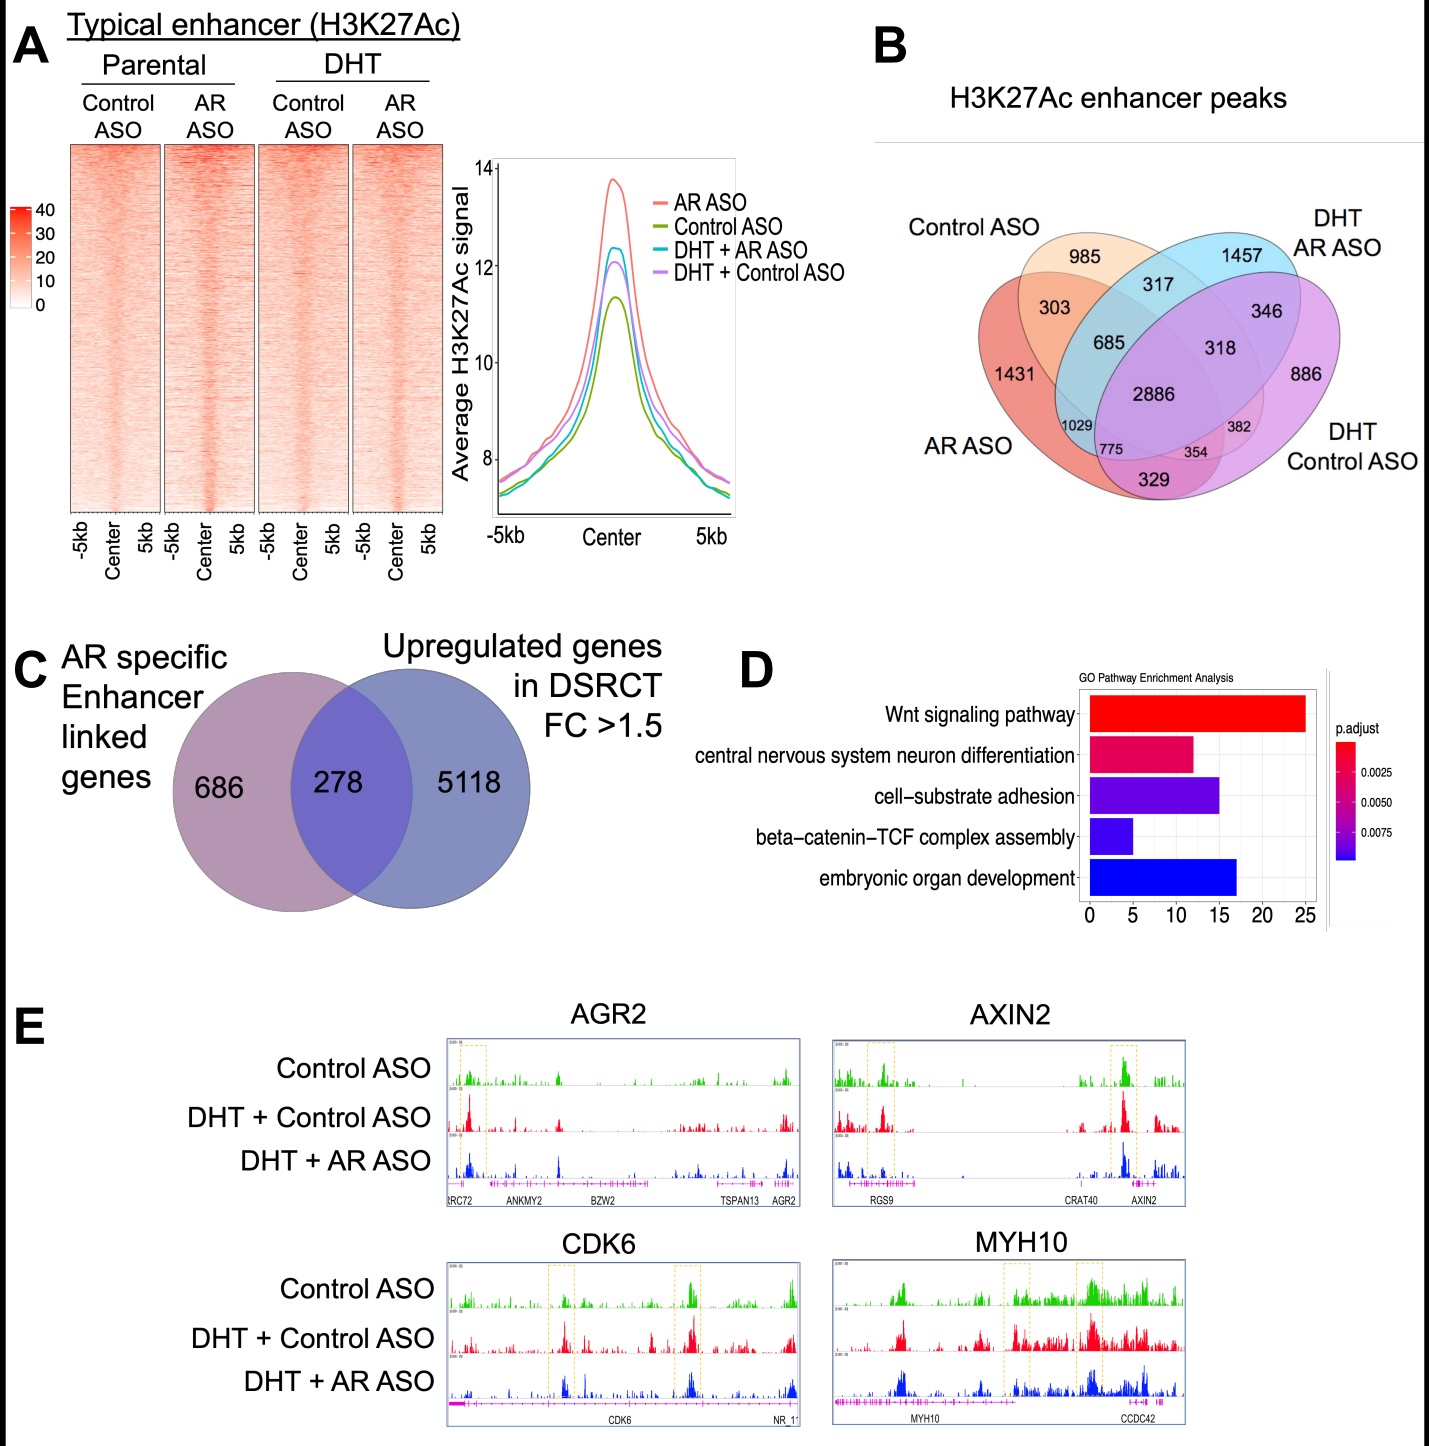 A
Typical enhancer (H3K27Ac)
Parental
DHT
Control ASO
AR ASO
Control ASO
AR ASO
40
30
20
10
0
-5kb
Center
5kb
-5kb
Center
5kb
-5kb
Center
5kb
-5kb
Center
5kb
Average H3K27Ac signal
14
12
10
8
AR ASO
Control ASO
DHT + AR ASO
DHT + Control ASO
-5kb
Center
5kb
B
H3K27Ac enhancer peaks
Control ASO
DHT
AR ASO
AR ASO
DHT
Control ASO
985
1457
317
303
346
685
318
1431
886
2886
1029
382
775
354
329
C
AR specific
Enhancer
linked
genes
Upregulated genes
in DSRCT
FC >1.5
686
278
5118
D
GO Pathway Enrichment Analysis
Wnt signaling pathway
central nervous system neuron differentiation
cell−substrate adhesion
beta−catenin−TCF complex assembly
embryonic organ development
0 5 10 15 20 25
p.adjust
0.0025
0.0050
0.0075
E
AGR2
AXIN2
Control ASO
DHT + Control ASO
DHT + AR ASO
RRC72 ANKMY2 BZW2 TSPAN13 AGR2
RGS9 CRAT40 AXIN2
CDK6
MYH10
Control ASO
DHT + Control ASO
DHT + AR ASO
CDK6 NR_1
MYH10 CCDC42